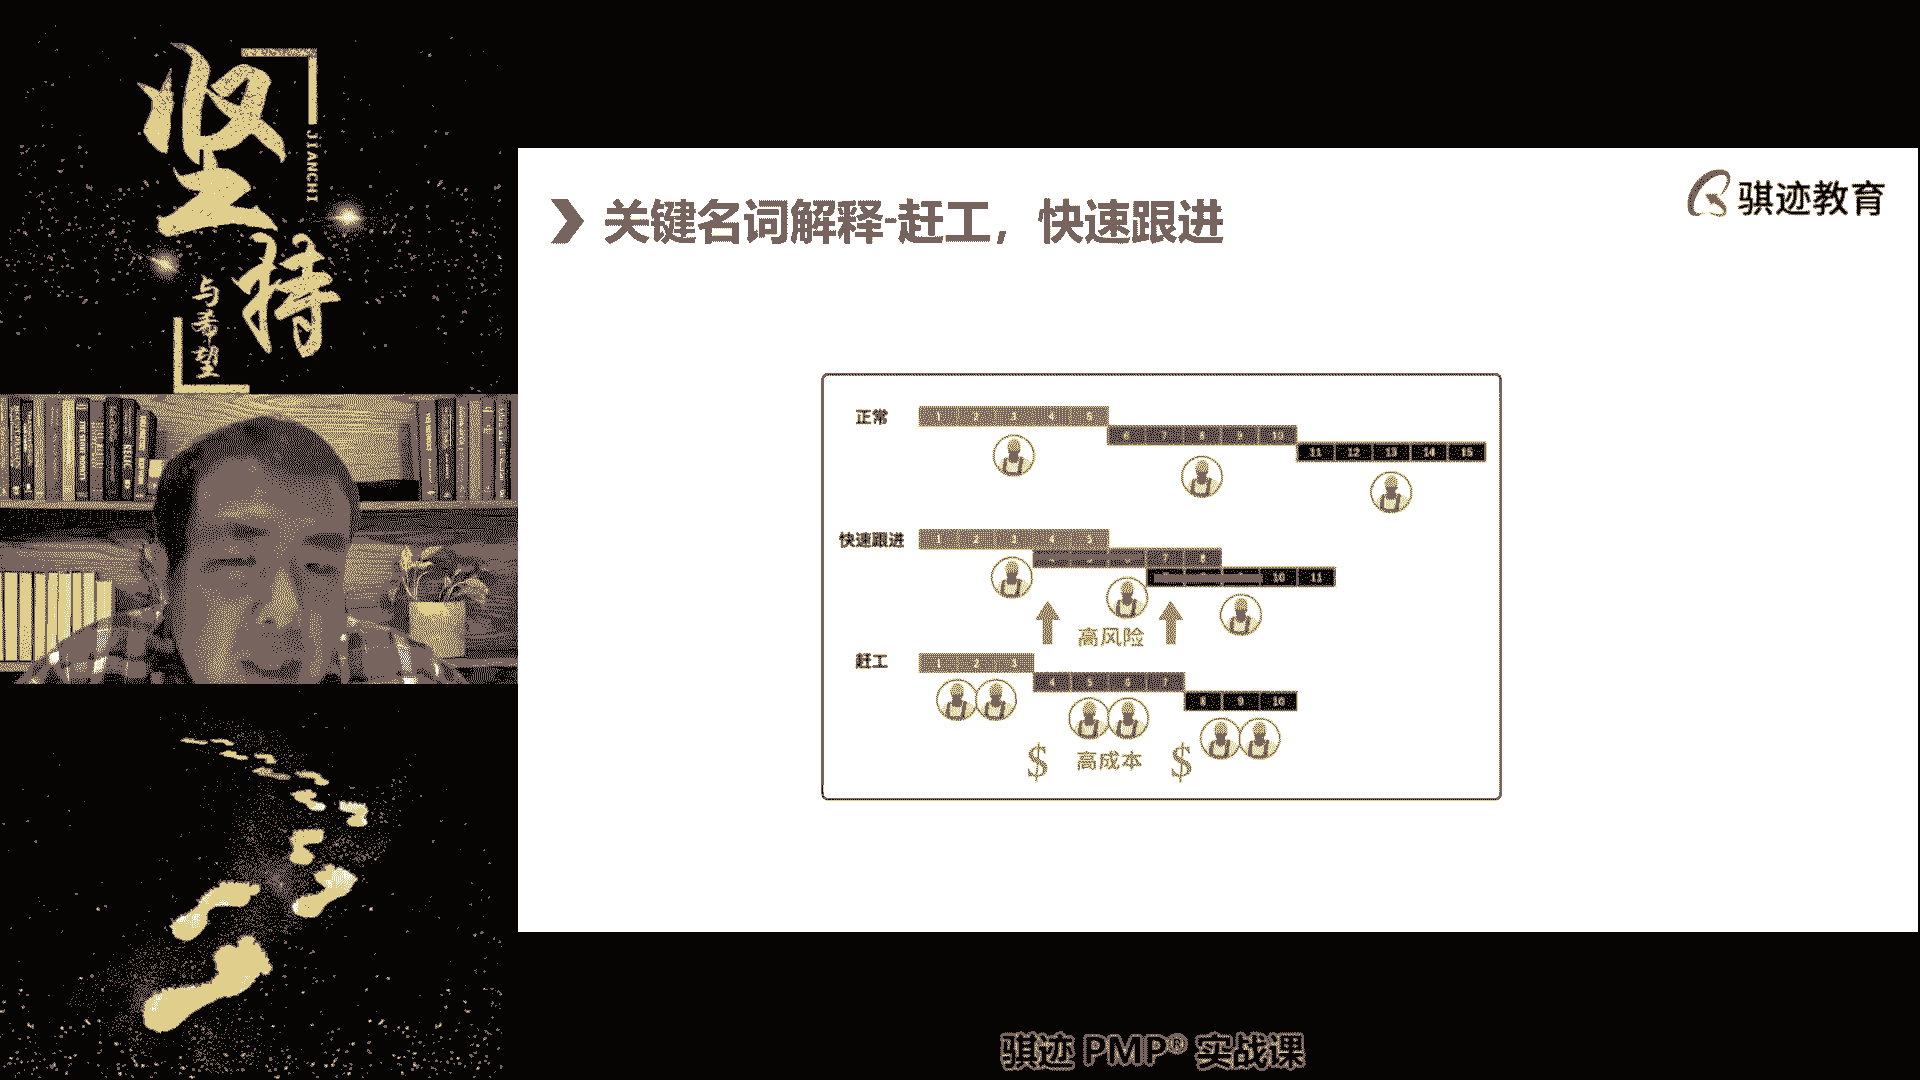 坚持
JIANCHI
与希望
骐迹教育
关键名词解释-赶工，快速跟进
正常
1 2 3 4 5
6 7 8 9 10
11 12 13 14 15
快速跟进
1 2 3 4 5
7 8
10 11
高风险
赶工
1 2 3
4 5 6 7
8 9 10
$ 高成本 $
骐迹 PMP® 实战课